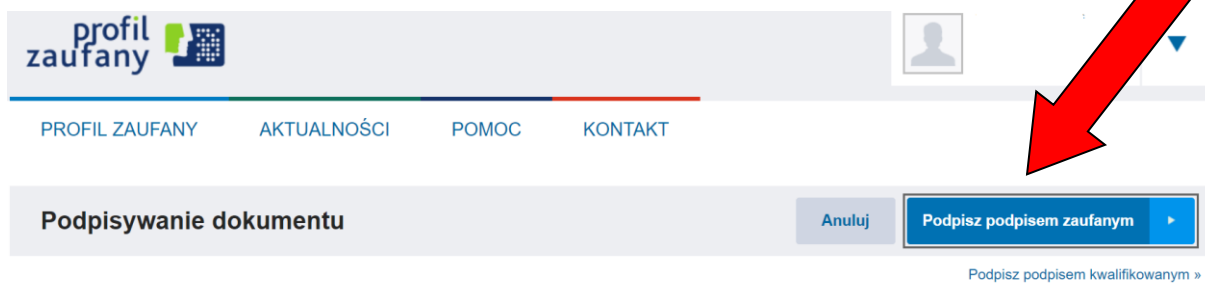 profil
zaufany
PROFIL ZAUFANY AKTUALNOŚCI POMOC KONTAKT
Podpisywanie dokumentu Anuluj Podpisz podpisem zaufanym
Podpisz podpisem kwalifikowanym »